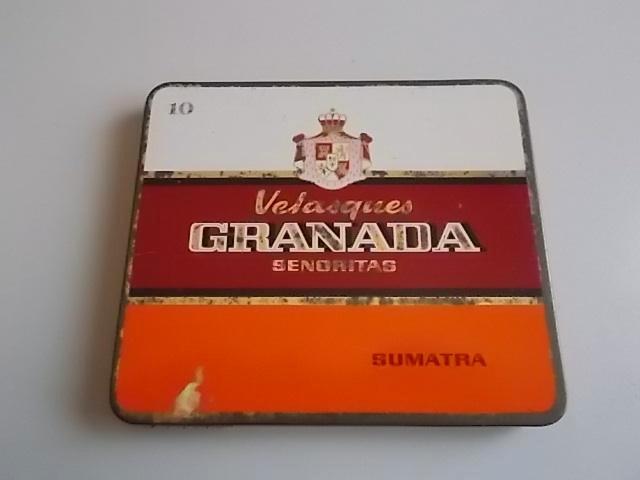 10
Velasques
GRANADA
SENORITAS
SUMATRA